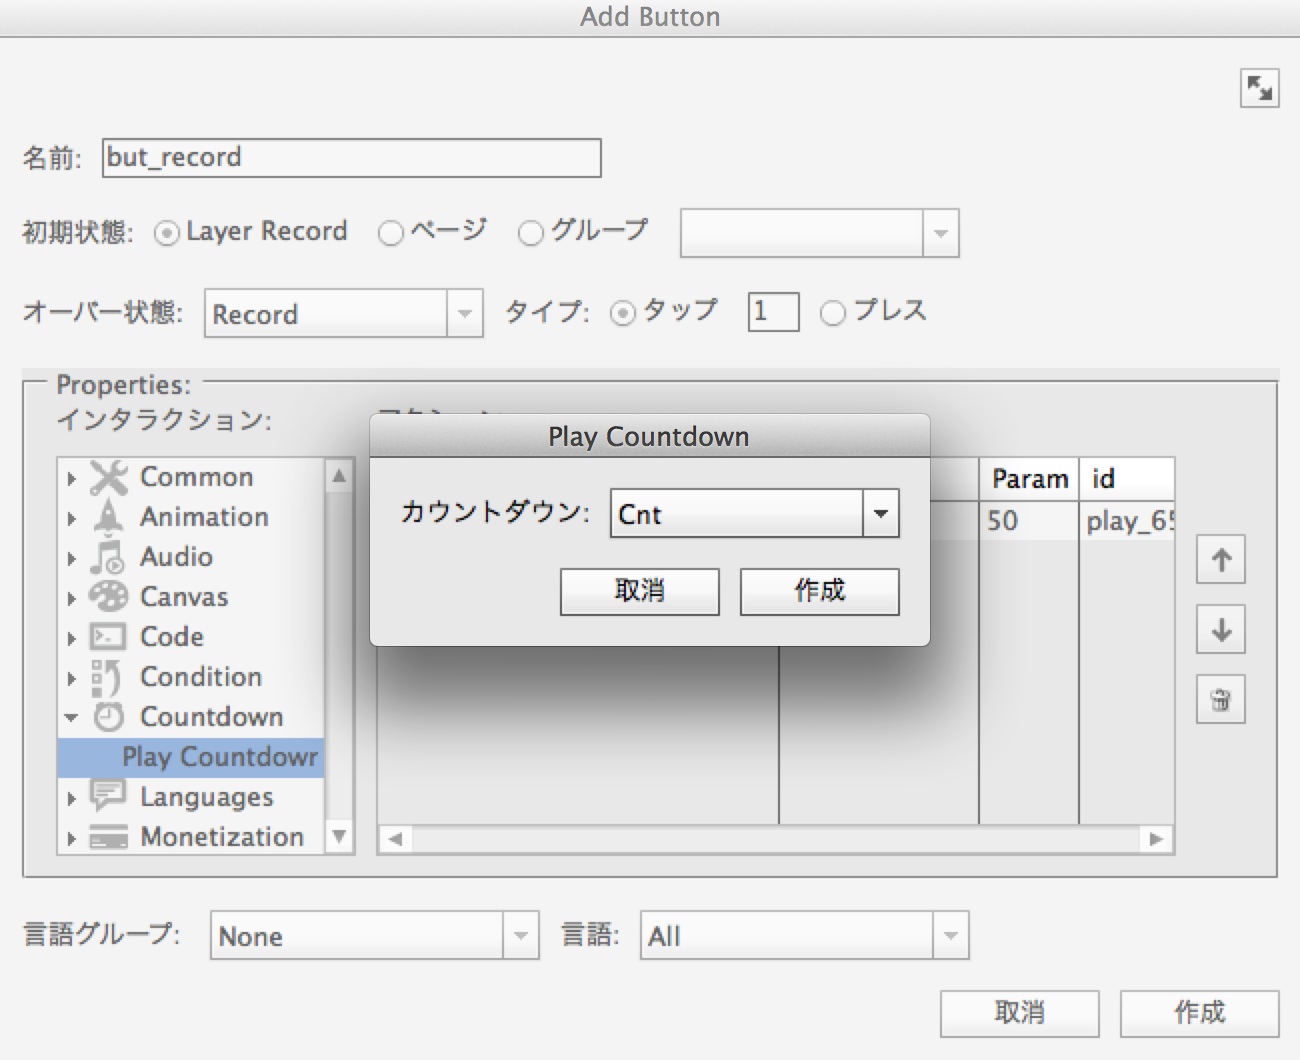 Add Button
名前: but_record
初期状態: Layer Record ページ グループ
オーバー状態: Record タイプ: タップ 1 プレス
Properties:
インタラクション:
Play Countdown
カウントダウン: Cnt
取消 作成
Param id
50 play_65
Common
Animation
Audio
Canvas
Code
Condition
Countdown
Play Countdowr
Languages
Monetization
言語グループ: None 言語: All
取消 作成